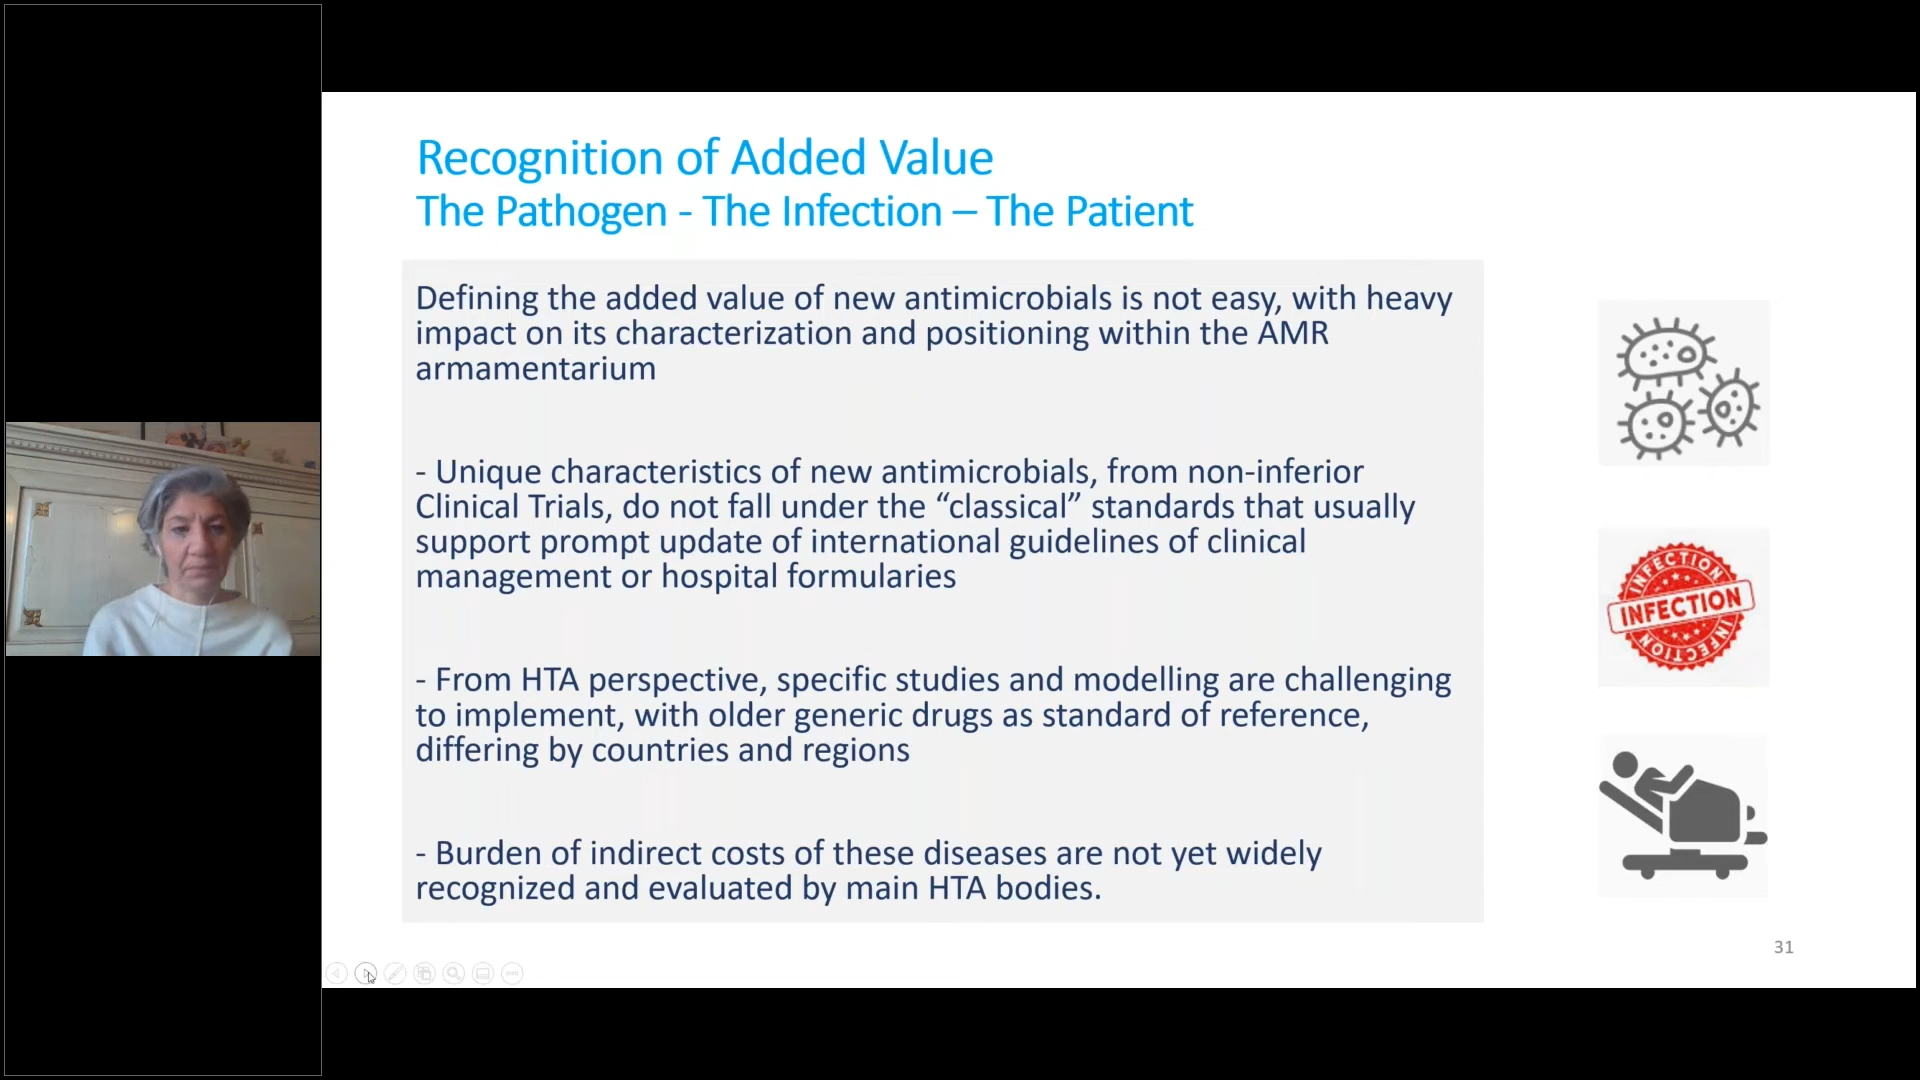 Recognition of Added Value
The Pathogen - The Infection – The Patient
Defining the added value of new antimicrobials is not easy, with heavy
impact on its characterization and positioning within the AMR
armamentarium
- Unique characteristics of new antimicrobials, from non-inferior
Clinical Trials, do not fall under the “classical” standards that usually
support prompt update of international guidelines of clinical
management or hospital formularies
- From HTA perspective, specific studies and modelling are challenging
to implement, with older generic drugs as standard of reference,
differing by countries and regions
- Burden of indirect costs of these diseases are not yet widely
recognized and evaluated by main HTA bodies.
INFECTION
INFECTION
INFECTION
31